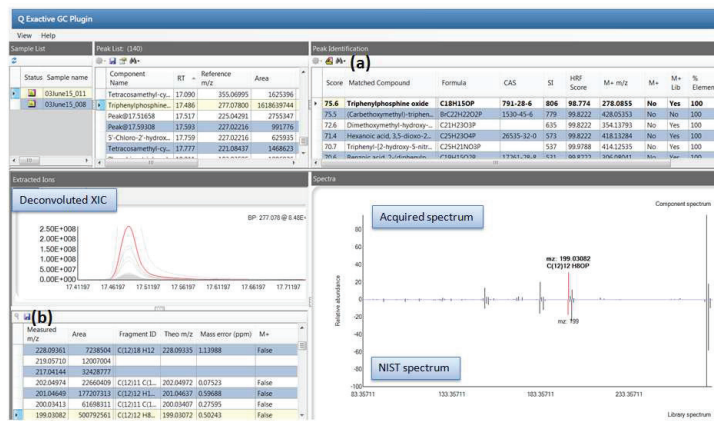 Q Exactive GC Plugin
View Help
Sample List
Status Sample name
03June15_011
03June15_008
Peak List: (140)
Component Name RT Reference m/z Area
Tetracosamethyl-cy... 17.090 355.06995 1625396
Triphenylphosphine... 17.486 277.07800 1618639744
Peak@17.51658 17.517 225.04291 2755347
Peak@17.59308 17.593 227.02216 991776
5'-Chloro-2'-hydrox... 17.759 227.02216 625935
Tetracosamethyl-cy... 17.777 221.08437 1468623
Peak Identification
(a)
Score Matched Compound Formula CAS SI HRF Score M+ m/z M+ M+ Lib % Elemen
75.6 Triphenylphosphine oxide C18H15OP 791-28-6 806 98.774 278.0855 No Yes 100
75.5 (Carbethoxymethyl)-triphen... BrC22H22O2P 1530-45-6 779 99.8222 428.05353 No No 100
72.6 Dimethoxymethyl-hydroxy-... C21H23O3P 635 99.8222 354.13793 No Yes 100
71.4 Hexanoic acid, 3,5-dioxo-2... C26H23O4P 26535-32-0 573 99.8222 418.13284 No Yes 100
70.7 Triphenyl-(2-hydroxy-5-nitr... C25H21NO3P 537 99.9788 414.12535 No Yes 100
Extracted Ions
Deconvoluted XIC
BP: 277.078 @ 8.48E+
2.50E+008
2.00E+008
1.50E+008
1.00E+008
5.00E+007
0.00E+000
17.41197 17.46197 17.51197 17.56197 17.61197 17.66197 17.71197
(b)
Measured m/z Area Fragment ID Theo m/z Mass error (ppm) M+
228.09361 7238504 C(12)18 H12 228.09335 1.13988 False
219.05710 12007004
217.04144 32428777
202.04974 22660409 C(12)11 C(1... 202.04972 0.07523 False
201.04649 177207313 C(12)12 H1... 201.04637 0.59688 False
200.03413 61698311 C(12)11 C(1... 200.03407 0.27595 False
199.03082 500792561 C(12)12 H8... 199.03072 0.50243 False
Spectra
Component spectrum
Acquired spectrum
mz: 199.03082
C(12)12 H8OP
Relative abundance
80
60
40
20
0
-20
-40
-60
-80
-100
NIST spectrum
83.35711 133.35711 183.35711 233.35711
Library spectrum